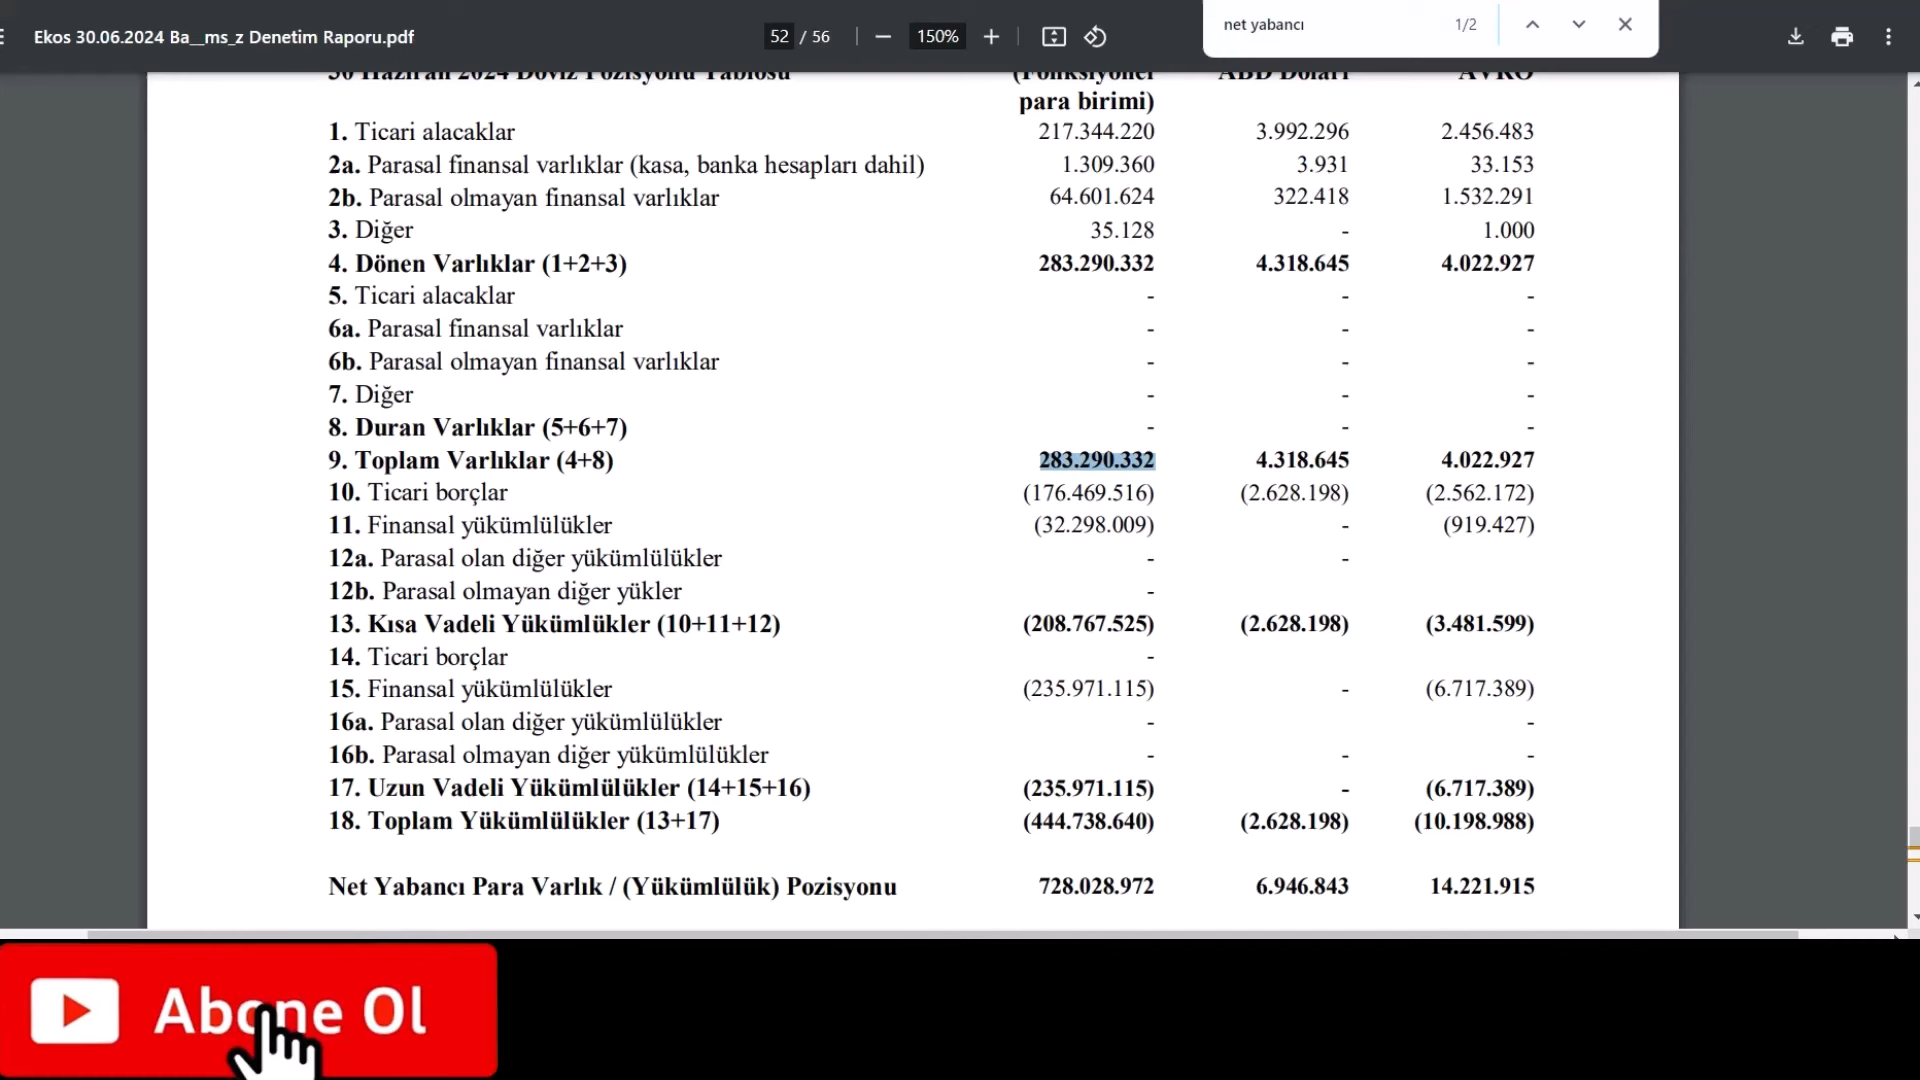 Ekos 30.06.2024 Ba__ms_z Denetim Raporu.pdf 52 / 56 150% net yabancı 1/2
30 Haziran 2024 Döviz Pozisyonu Tablosu (Fonksiyonel ABD Doları AVRO
para birimi)
1. Ticari alacaklar 217.344.220 3.992.296 2.456.483
2a. Parasal finansal varlıklar (kasa, banka hesapları dahil) 1.309.360 3.931 33.153
2b. Parasal olmayan finansal varlıklar 64.601.624 322.418 1.532.291
3. Diğer 35.128 - 1.000
4. Dönen Varlıklar (1+2+3) 283.290.332 4.318.645 4.022.927
5. Ticari alacaklar - - -
6a. Parasal finansal varlıklar - - -
6b. Parasal olmayan finansal varlıklar - - -
7. Diğer - - -
8. Duran Varlıklar (5+6+7) - - -
9. Toplam Varlıklar (4+8) 283.290.332 4.318.645 4.022.927
10. Ticari borçlar (176.469.516) (2.628.198) (2.562.172)
11. Finansal yükümlülükler (32.298.009) - (919.427)
12a. Parasal olan diğer yükümlülükler - -
12b. Parasal olmayan diğer yükler -
13. Kısa Vadeli Yükümlükler (10+11+12) (208.767.525) (2.628.198) (3.481.599)
14. Ticari borçlar -
15. Finansal yükümlülükler (235.971.115) - (6.717.389)
16a. Parasal olan diğer yükümlülükler - -
16b. Parasal olmayan diğer yükümlülükler - - -
17. Uzun Vadeli Yükümlülükler (14+15+16) (235.971.115) - (6.717.389)
18. Toplam Yükümlülükler (13+17) (444.738.640) (2.628.198) (10.198.988)
Net Yabancı Para Varlık / (Yükümlülük) Pozisyonu 728.028.972 6.946.843 14.221.915
Abone Ol